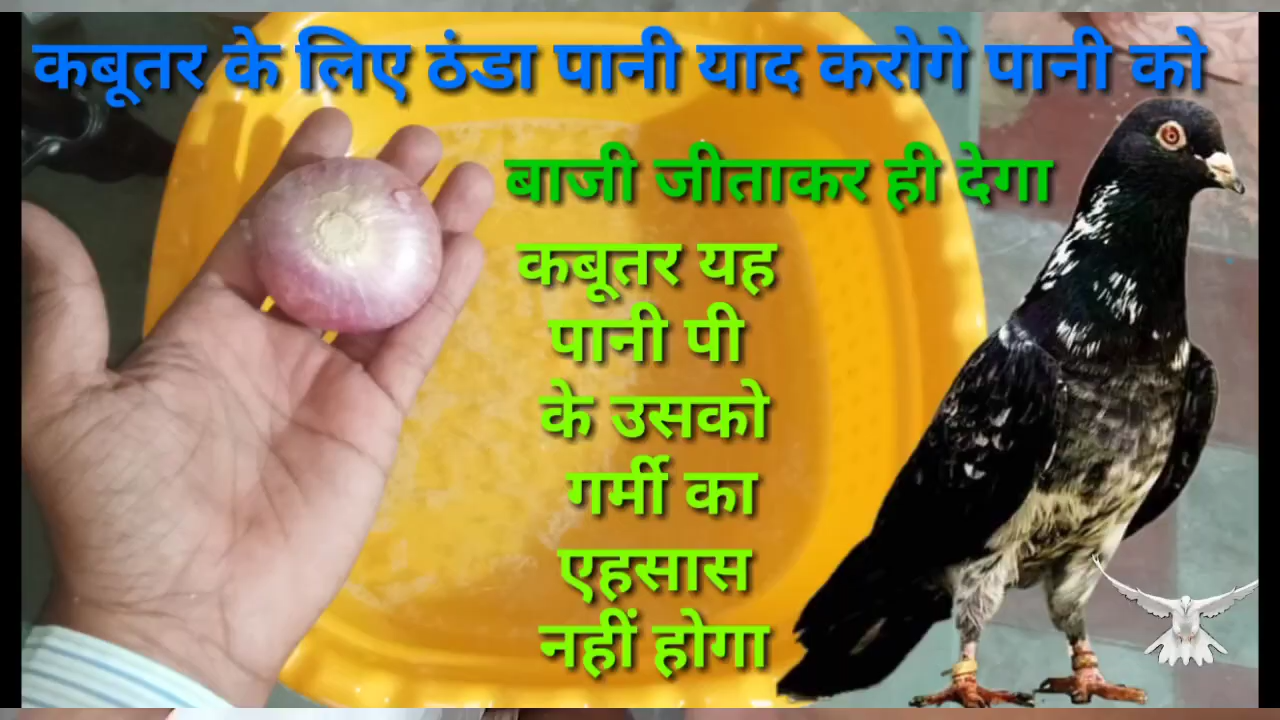 कबूतर के लिए ठंडा पानी याद करोगे पानी को
बाजी जीताकर ही देगा
कबूतर यह
पानी पी
के उसको
गर्मी का
एहसास
नहीं होगा